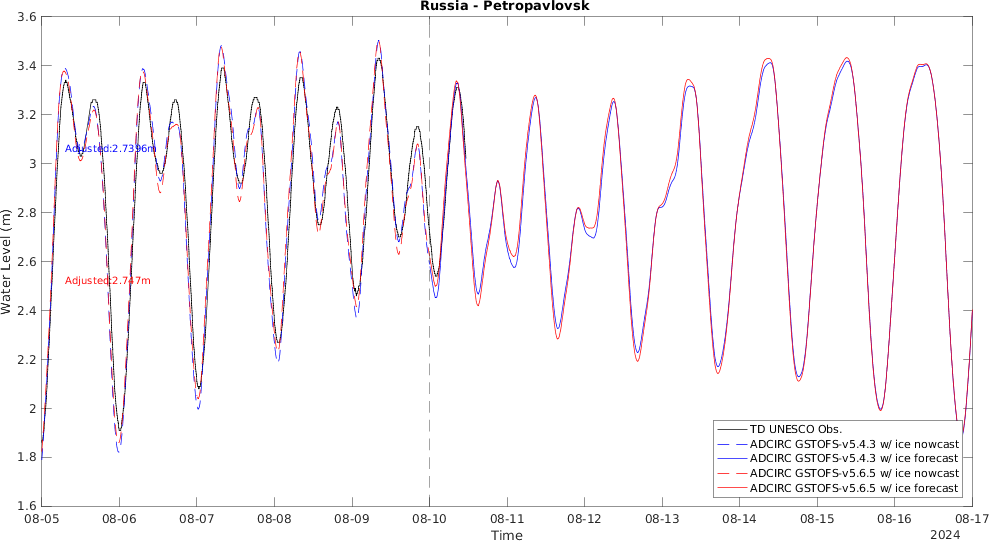 Russia - Petropavlovsk
3.6
3.4
3.2
3
2.8
2.6
2.4
2.2
2
1.8
1.6
Water Level (m)
Adjusted:2.7396m
Adjusted:2.747m
TD UNESCO Obs.
ADCIRC GSTOFS-v5.4.3 w/ ice nowcast
ADCIRC GSTOFS-v5.4.3 w/ ice forecast
ADCIRC GSTOFS-v5.6.5 w/ ice nowcast
ADCIRC GSTOFS-v5.6.5 w/ ice forecast
08-05 08-06 08-07 08-08 08-09 08-10 08-11 08-12 08-13 08-14 08-15 08-16 08-17
Time
2024